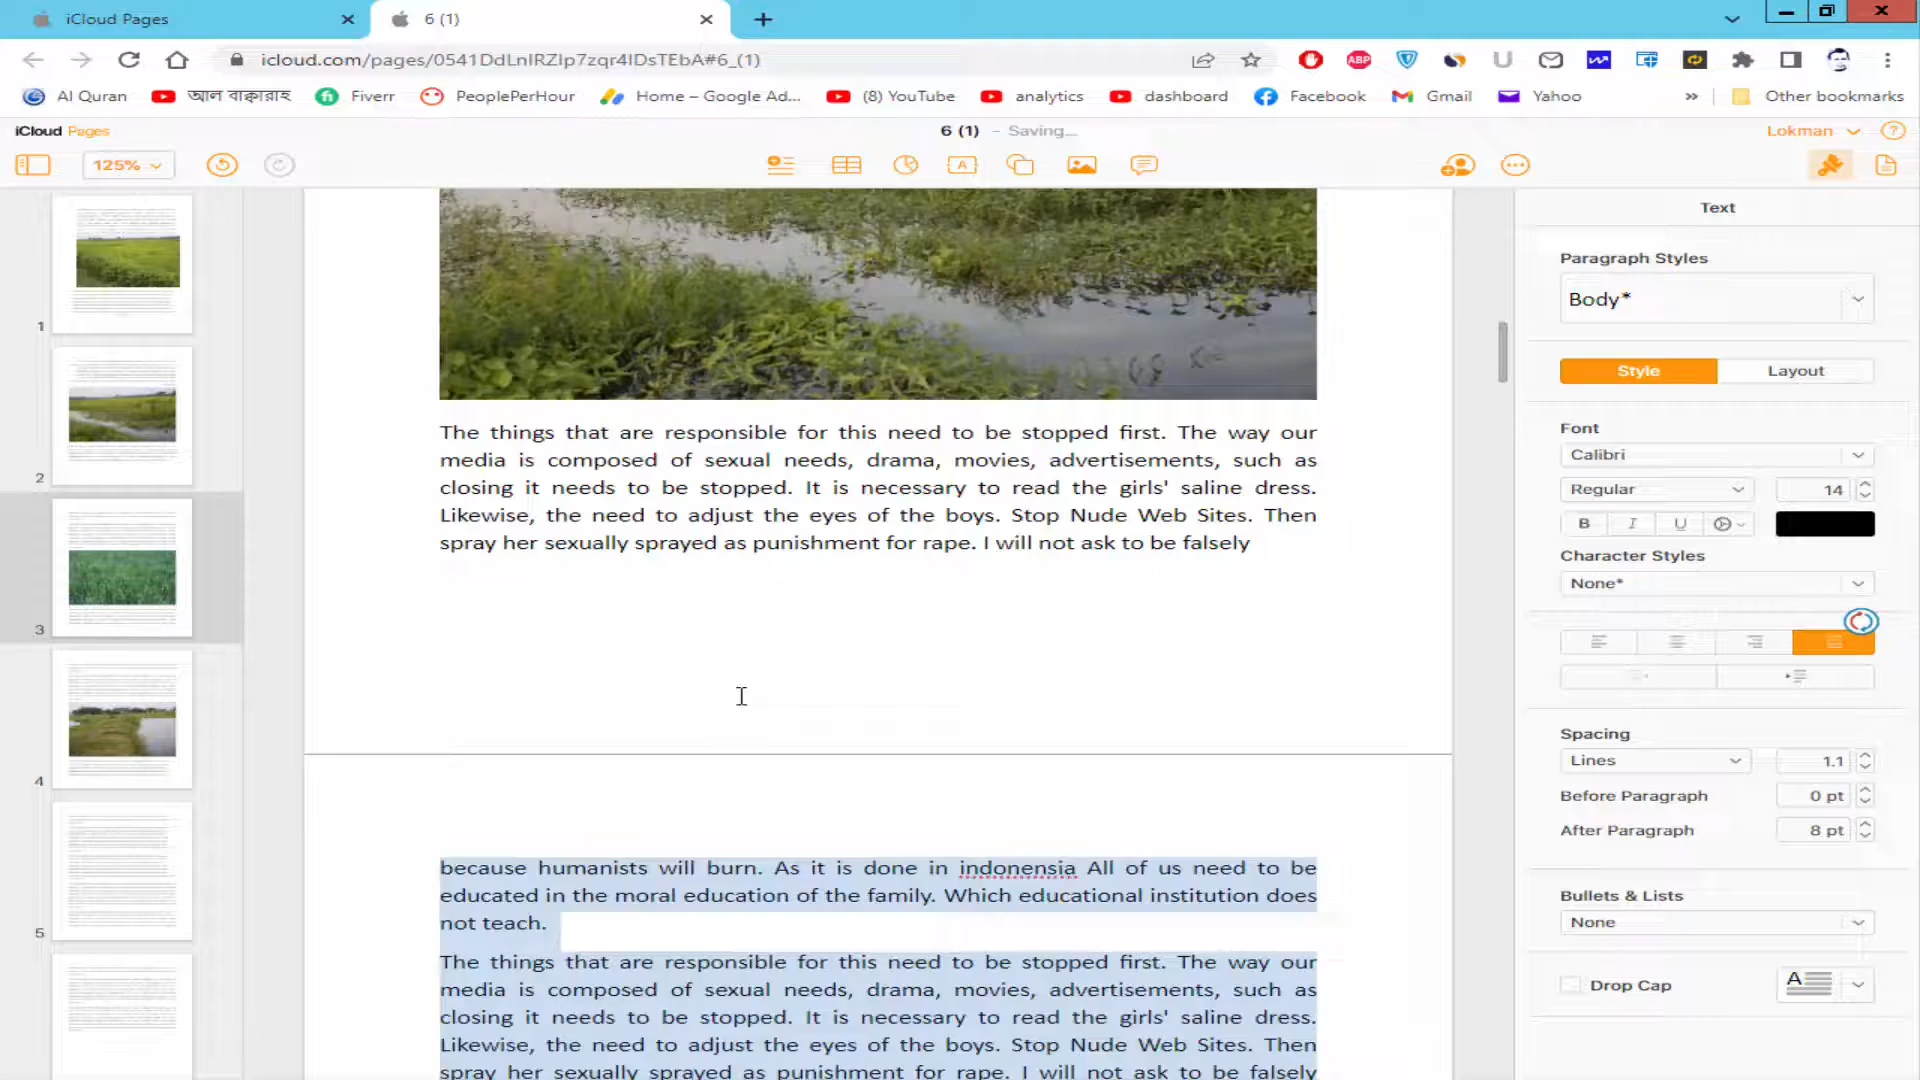 iCloud Pages
6 (1)
icloud.com/pages/0541DdLnlRZIp7zqr4IDsTEbA#6_(1)
ABP
Al Quran
আল বাক্বারাহ
Fiverr
PeoplePerHour
Home – Google Ad...
(8) YouTube
analytics
dashboard
Facebook
Gmail
Yahoo
»
Other bookmarks
iCloud Pages
6 (1) - Saving...
Lokman
125%
Text
Paragraph Styles
Body*
Style
Layout
Font
Calibri
Regular
14
B I U
Character Styles
None*
Spacing
Lines
1.1
Before Paragraph
0 pt
After Paragraph
8 pt
Bullets & Lists
None
Drop Cap
A
1
2
3
4
5
The things that are responsible for this need to be stopped first. The way our
media is composed of sexual needs, drama, movies, advertisements, such as
closing it needs to be stopped. It is necessary to read the girls' saline dress.
Likewise, the need to adjust the eyes of the boys. Stop Nude Web Sites. Then
spray her sexually sprayed as punishment for rape. I will not ask to be falsely
because humanists will burn. As it is done in indonensia All of us need to be
educated in the moral education of the family. Which educational institution does
not teach.
The things that are responsible for this need to be stopped first. The way our
media is composed of sexual needs, drama, movies, advertisements, such as
closing it needs to be stopped. It is necessary to read the girls' saline dress.
Likewise, the need to adjust the eyes of the boys. Stop Nude Web Sites. Then
spray her sexually sprayed as punishment for rape. I will not ask to be falsely